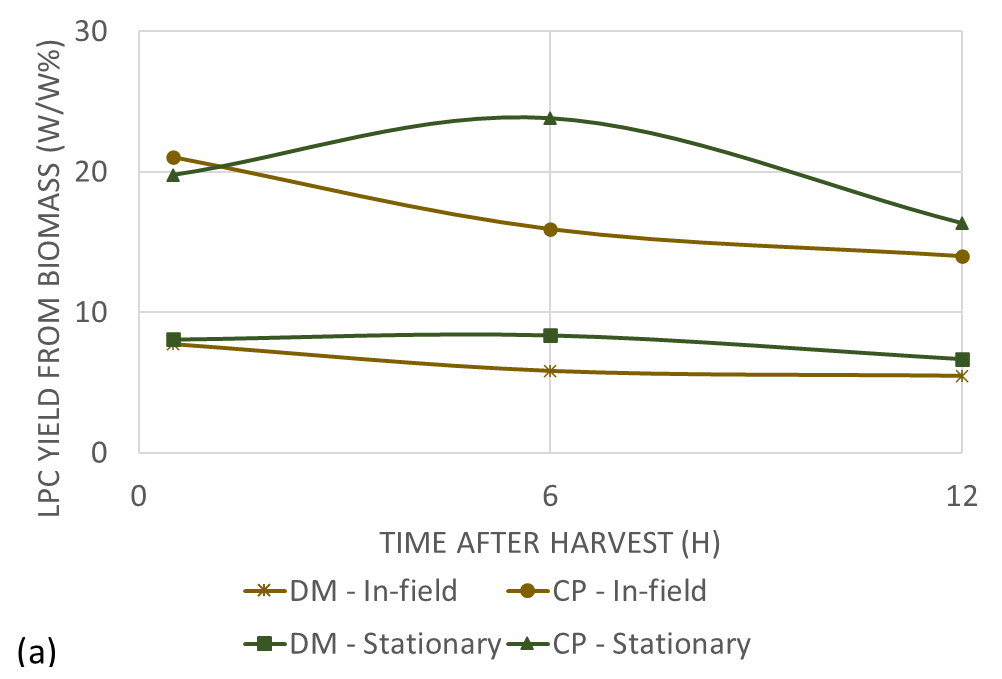 LPC YIELD FROM BIOMASS (W/W%)
30
20
10
0
0 6 12
TIME AFTER HARVEST (H)
DM - In-field CP - In-field
DM - Stationary CP - Stationary
(a)